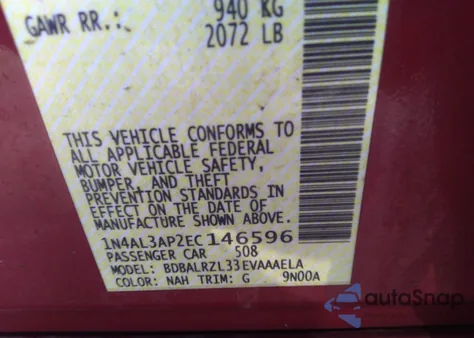 GAWR RR.:
940 KG
2072 LB
THIS VEHICLE CONFORMS TO
ALL APPLICABLE FEDERAL
MOTOR VEHICLE SAFETY,
BUMPER, AND THEFT
PREVENTION STANDARDS IN
EFFECT ON THE DATE OF
MANUFACTURE SHOWN ABOVE.
1N4AL3AP2EC146596
PASSENGER CAR 508
MODEL: BDBALRZL33EVAAAELA
COLOR: NAH TRIM: G 9N00A
autoSnap